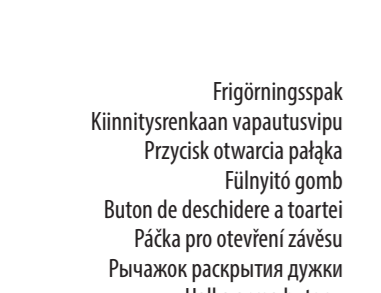 Frigörningsspak
Kiinnitysrenkaan vapautusvipu
Przycisk otwarcia pałąka
Fülnyitó gomb
Buton de deschidere a toartei
Páčka pro otevření závěsu
Рычажок раскрытия дужки